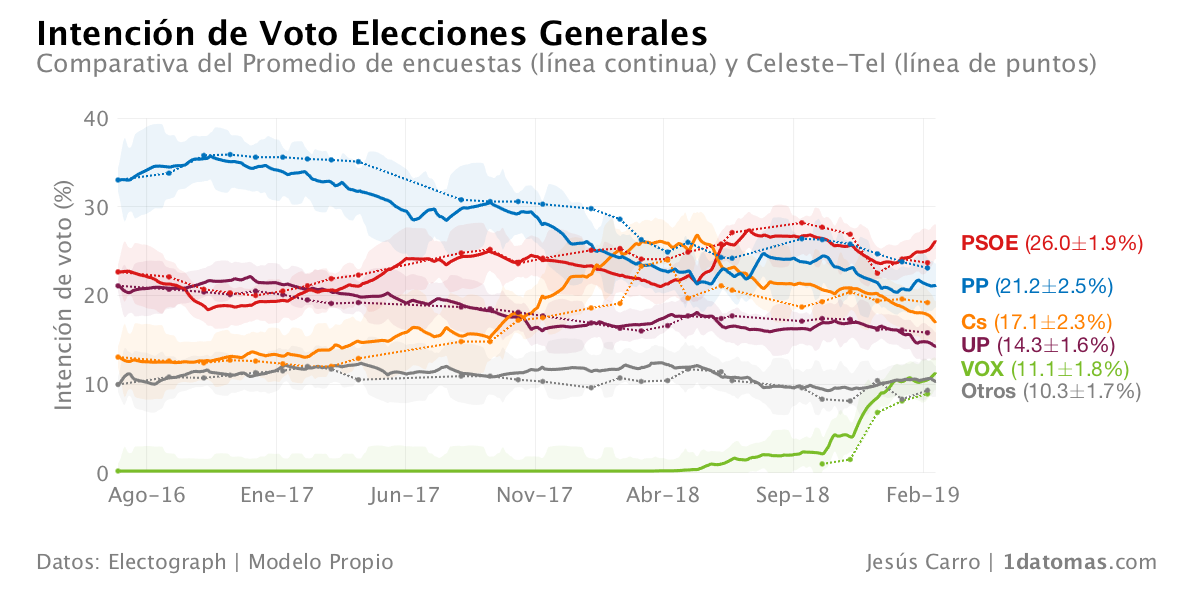 Intención de Voto Elecciones Generales
Comparativa del Promedio de encuestas (línea continua) y Celeste-Tel (línea de puntos)
Intención de voto (%)
40
30
20
10
0
Ago-16 Ene-17 Jun-17 Nov-17 Abr-18 Sep-18 Feb-19
PSOE (26.0±1.9%)
PP (21.2±2.5%)
Cs (17.1±2.3%)
UP (14.3±1.6%)
VOX (11.1±1.8%)
Otros (10.3±1.7%)
Datos: Electograph | Modelo Propio
Jesús Carro | 1datomas.com